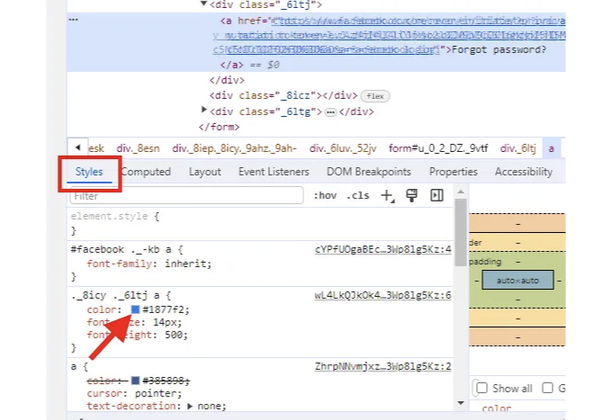 ▼<div class="_6ltj">
··· <a href="
">Forgot password?
</a> == $0
</div>
<div class="_8icz"></div> flex
▶<div class="_6ltg">···</div>
</form>
esk div._8esn div._8iep._8icy._9ahz._9ah- div._6luv._52jv form#u_0_2_DZ._9vtf div._6ltj a
Styles Computed Layout Event Listeners DOM Breakpoints Properties Accessibility
Filter :hov .cls
element.style {
}
#facebook ._-kb a { cYPfUOgaBEc…3Wp8lg5Kz:4
font-family: inherit;
}
._8icy ._6ltj a { wL4LkQJkOk4…3Wp8lg5Kz:6
color: #1877f2;
font-size: 14px;
font-weight: 500;
}
a { ZhrpNNvmjxz…3Wp8lg5Kz:2
color: #385898;
cursor: pointer;
text-decoration: ▶ none;
–
der –
padding –
– auto×auto –
–
–
–
Show all G
color